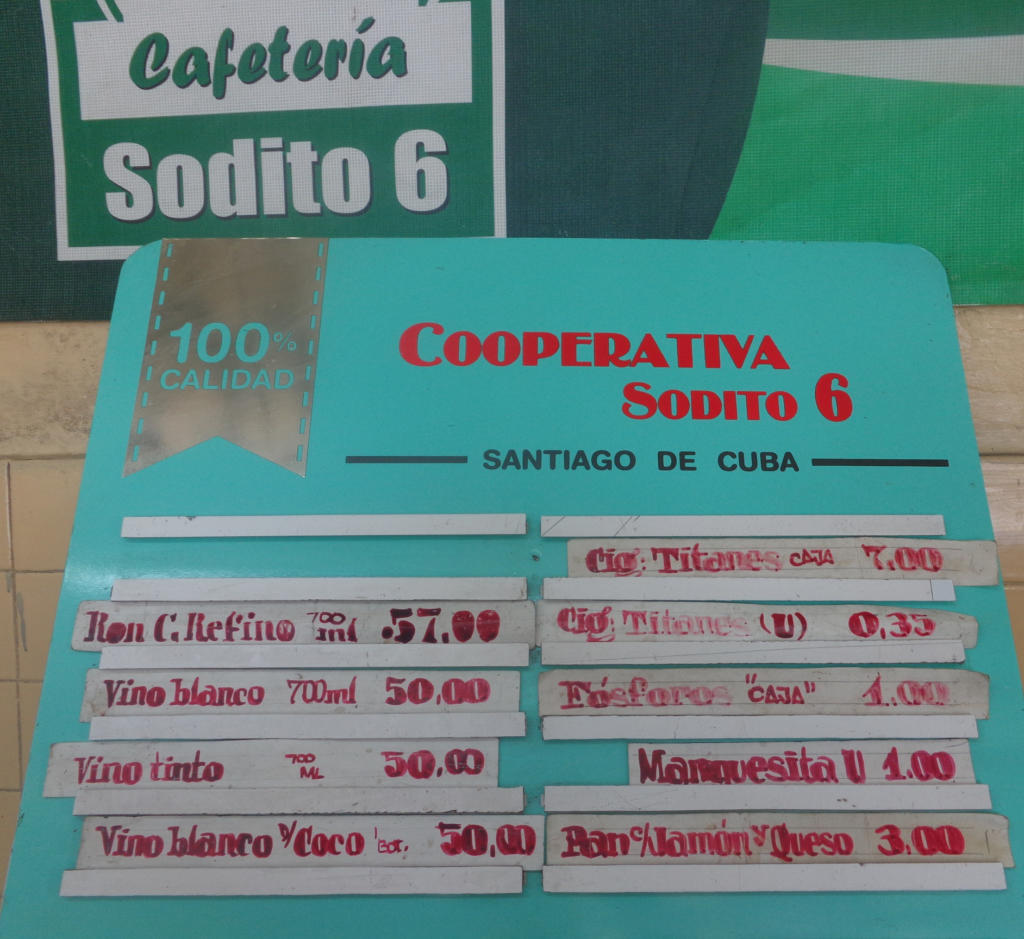 Cafetería
Sodito 6
100%
CALIDAD
COOPERATIVA
SODITO 6
SANTIAGO DE CUBA
Ron C. Refino 700 ml 57,00
Vino blanco 700ml 50,00
Vino tinto 700 ML 50,00
Vino blanco D/Coco 1 BOT. 50,00
Cig: Titanes CAJA 7.00
Cig: Titanes (U) 0,35
Fósforos "CAJA" 1.00
Marquesita U 1.00
Pan c/Jamón y Queso 3.00